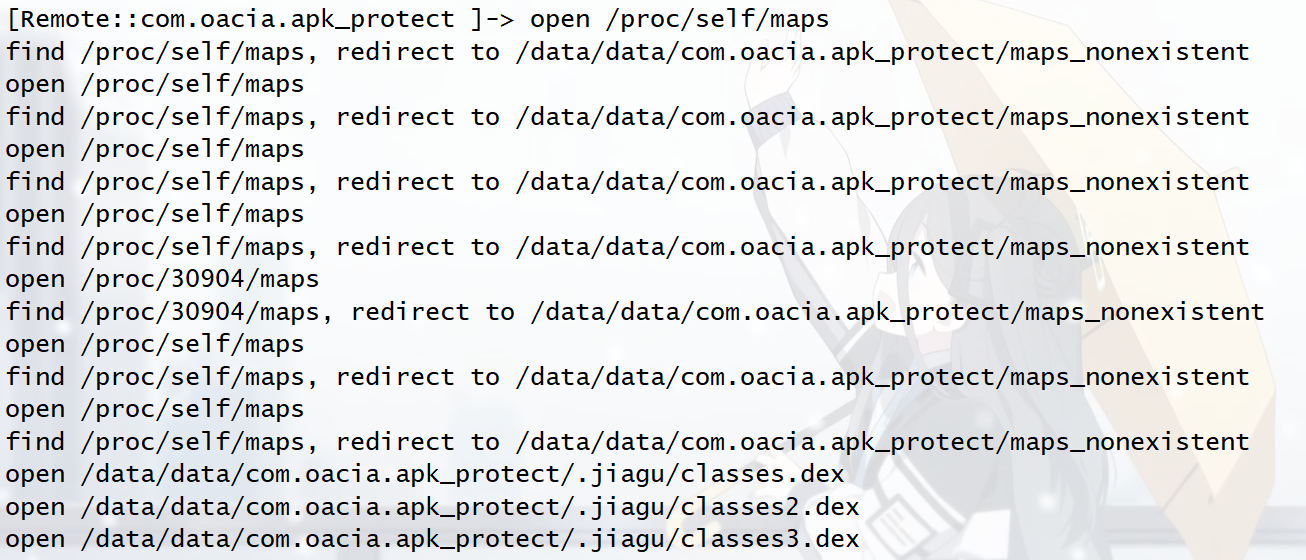 [Remote::com.oacia.apk_protect ]-> open /proc/self/maps
find /proc/self/maps, redirect to /data/data/com.oacia.apk_protect/maps_nonexistent
open /proc/self/maps
find /proc/self/maps, redirect to /data/data/com.oacia.apk_protect/maps_nonexistent
open /proc/self/maps
find /proc/self/maps, redirect to /data/data/com.oacia.apk_protect/maps_nonexistent
open /proc/self/maps
find /proc/self/maps, redirect to /data/data/com.oacia.apk_protect/maps_nonexistent
open /proc/30904/maps
find /proc/30904/maps, redirect to /data/data/com.oacia.apk_protect/maps_nonexistent
open /proc/self/maps
find /proc/self/maps, redirect to /data/data/com.oacia.apk_protect/maps_nonexistent
open /proc/self/maps
find /proc/self/maps, redirect to /data/data/com.oacia.apk_protect/maps_nonexistent
open /data/data/com.oacia.apk_protect/.jiagu/classes.dex
open /data/data/com.oacia.apk_protect/.jiagu/classes2.dex
open /data/data/com.oacia.apk_protect/.jiagu/classes3.dex